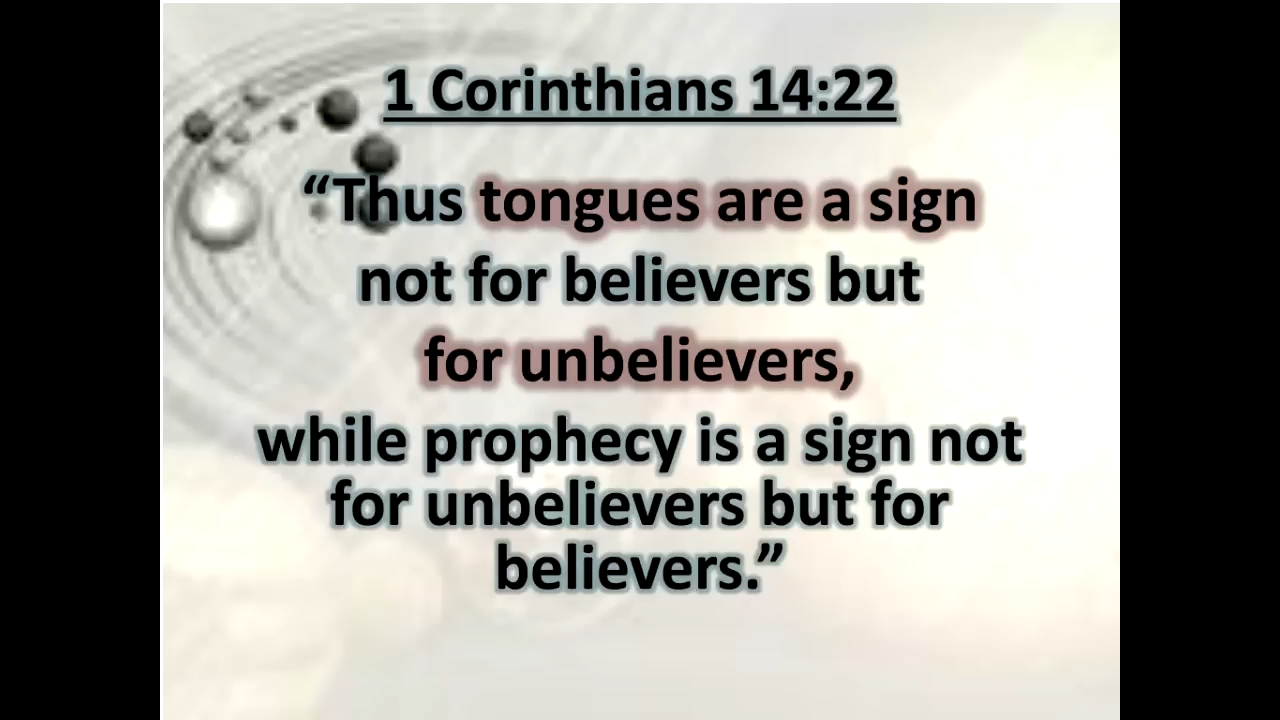 1 Corinthians 14:22
“Thus tongues are a sign
not for believers but
for unbelievers,
while prophecy is a sign not
for unbelievers but for
believers.”